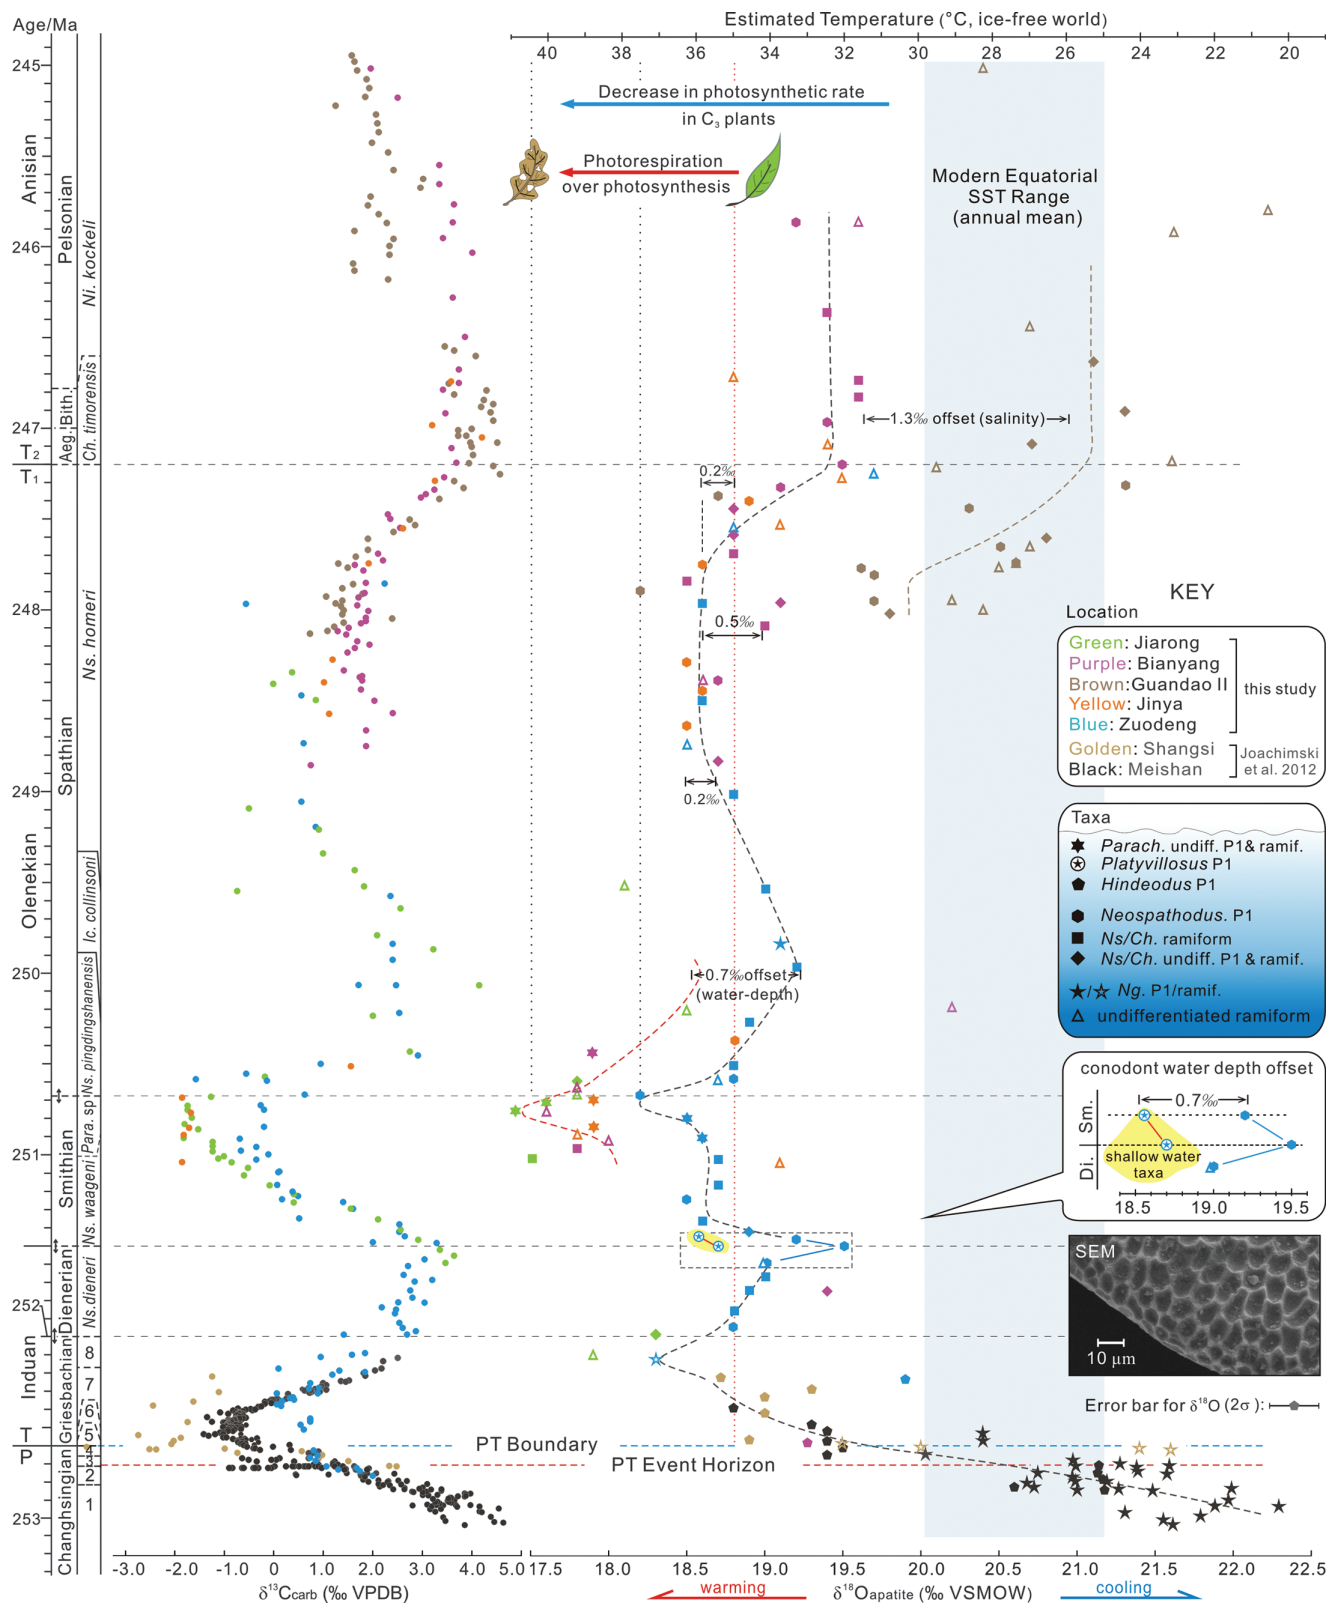 Age/Ma
Estimated Temperature (°C, ice-free world)
40 38 36 34 32 30 28 26 24 22 20
245
246
247
248
249
250
251
252
253
Anisian
Olenekian
Induan
T₂
T₁
T
P
Pelsonian
Aeg. Bith.
Spathian
Smithian
Dienerian
Griesbachian
Changhsingian
Ni. kockeli
Ch. timorensis
Ns. homeri
Ic. collinsoni
Ns. pingdingshanensis
Para. sp
Ns. waageni
Ns.dieneri
8
7
6
5
4
3
2
1
Decrease in photosynthetic rate
in C₃ plants
Photorespiration
over photosynthesis
Modern Equatorial
SST Range
(annual mean)
1.3‰ offset (salinity)
0.2‰
0.5‰
0.2‰
0.7‰offset
(water-depth)
PT Boundary
PT Event Horizon
KEY
Location
Green: Jiarong
Purple: Bianyang
Brown:Guandao II
Yellow: Jinya
Blue: Zuodeng
this study
Golden: Shangsi
Black: Meishan
Joachimski
et al. 2012
Taxa
Parach. undiff. P1& ramif.
Platyvillosus P1
Hindeodus P1
Neospathodus. P1
Ns/Ch. ramiform
Ns/Ch. undiff. P1 & ramif.
/ Ng. P1/ramif.
undifferentiated ramiform
conodont water depth offset
0.7‰
Sm.
Di.
shallow water
taxa
18.5 19.0 19.5
SEM
10 μm
Error bar for δ¹⁸O (2σ):
-3.0 -2.0 -1.0 0.0 1.0 2.0 3.0 4.0 5.0 17.5 18.0 18.5 19.0 19.5 20.0 20.5 21.0 21.5 22.0 22.5
δ¹³Ccarb (‰ VPDB)
warming
δ¹⁸Oapatite (‰ VSMOW)
cooling